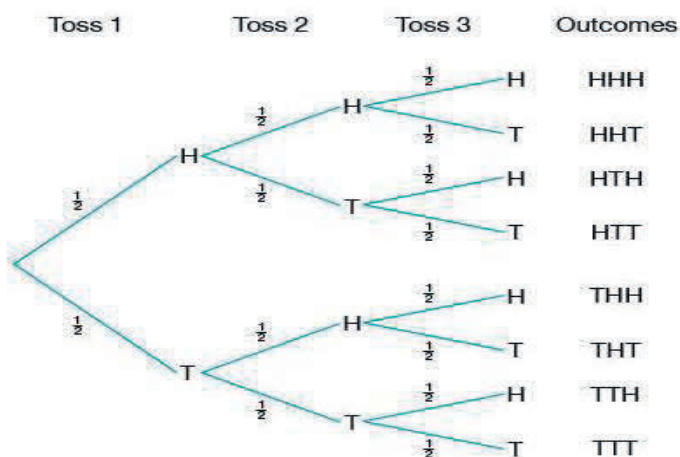 Toss 1 Toss 2 Toss 3 Outcomes
1/2 H HHH
1/2 H
1/2 1/2 T HHT
H
1/2 1/2 H HTH
1/2 T
1/2 T HTT
1/2 H THH
1/2 1/2 H
1/2 T THT
T
1/2 1/2 H TTH
T
1/2 T TTT